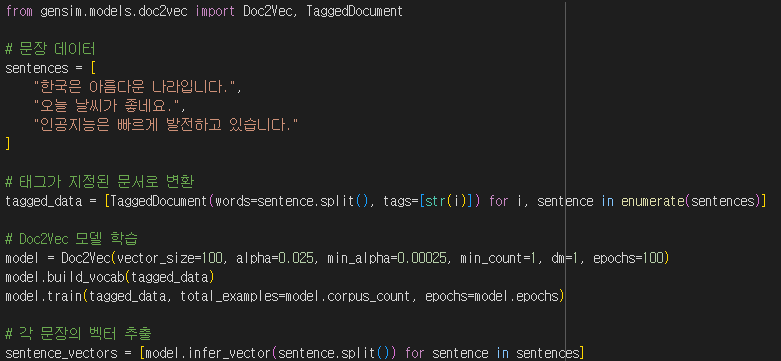 from gensim.models.doc2vec import Doc2Vec, TaggedDocument
# 문장 데이터
sentences = [
    "한국은 아름다운 나라입니다.",
    "오늘 날씨가 좋네요.",
    "인공지능은 빠르게 발전하고 있습니다."
]
# 태그가 지정된 문서로 변환
tagged_data = [TaggedDocument(words=sentence.split(), tags=[str(i)]) for i, sentence in enumerate(sentences)]
# Doc2Vec 모델 학습
model = Doc2Vec(vector_size=100, alpha=0.025, min_alpha=0.00025, min_count=1, dm=1, epochs=100)
model.build_vocab(tagged_data)
model.train(tagged_data, total_examples=model.corpus_count, epochs=model.epochs)
# 각 문장의 벡터 추출
sentence_vectors = [model.infer_vector(sentence.split()) for sentence in sentences]